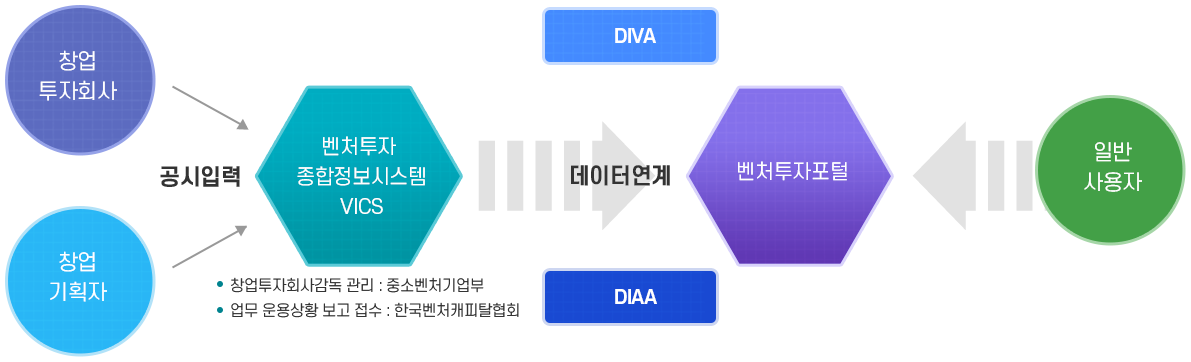 창업
투자회사
창업
기획자
공시입력
벤처투자
종합정보시스템
VICS
창업투자회사감독 관리 : 중소벤처기업부
업무 운용상황 보고 접수 : 한국벤처캐피탈협회
DIVA
데이터연계
DIAA
벤처투자포털
일반
사용자